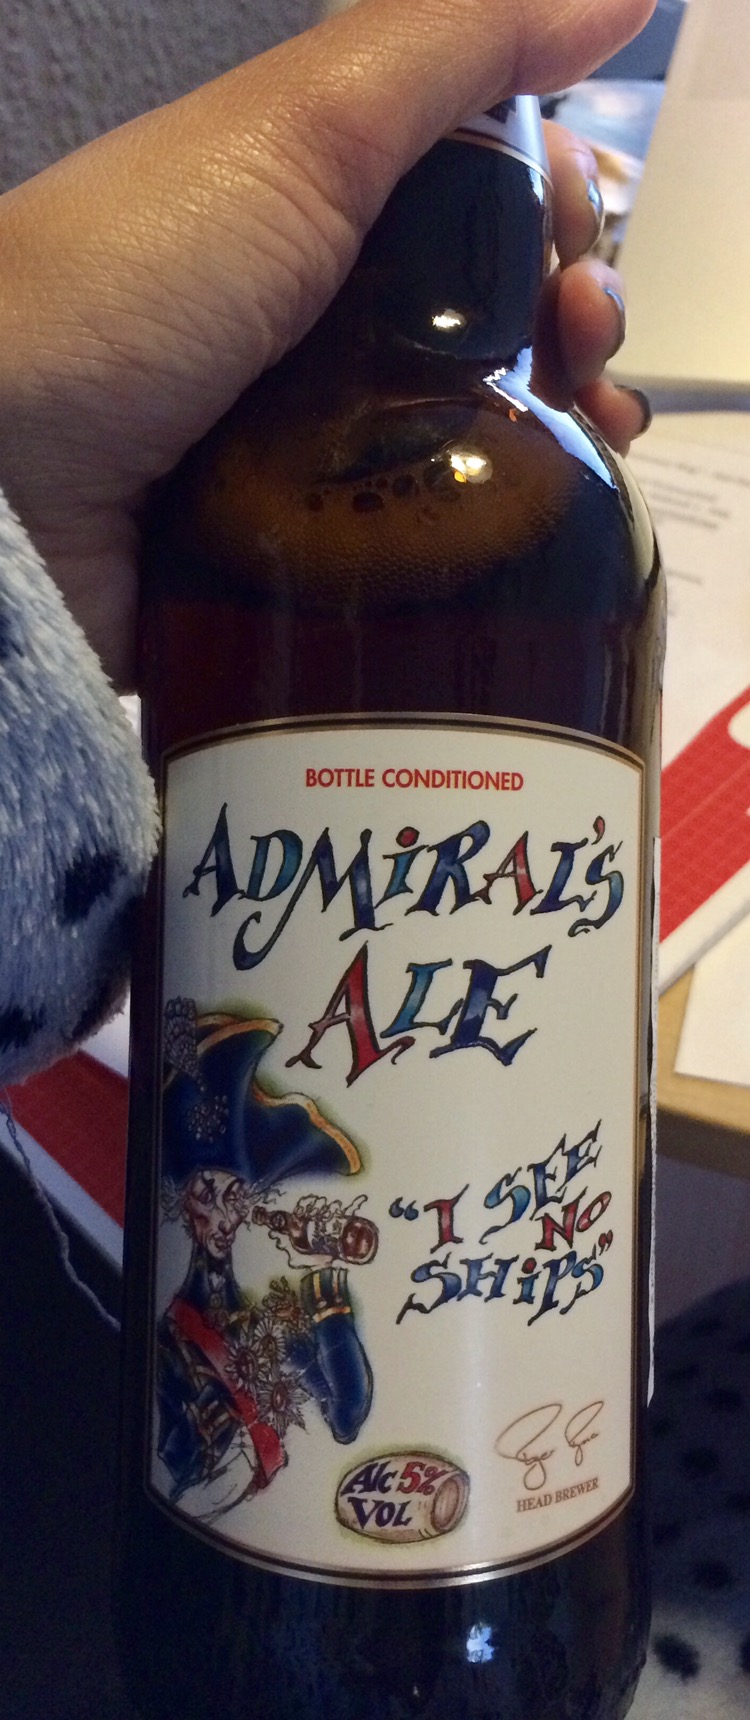 BOTTLE CONDITIONED
ADMiRAL'S
ALE
"I SEE
NO
SHiPS"
Alc 5%
VOL
HEAD BREWER